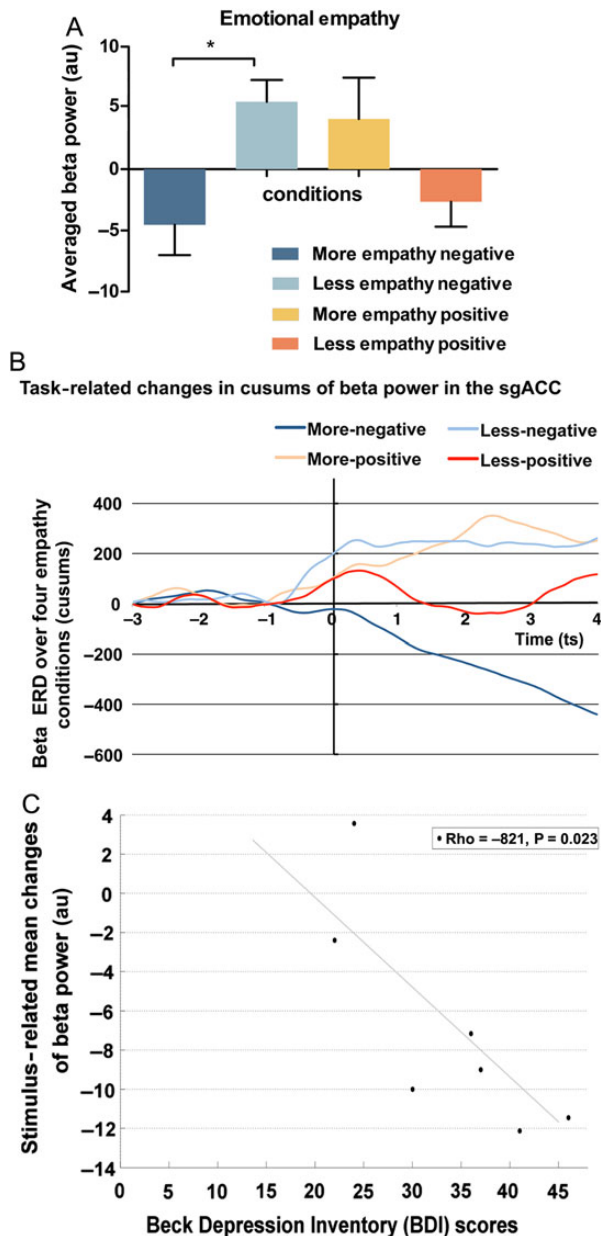 A
Emotional empathy
Averaged beta power (au)
10
5
0
−5
−10
*
conditions
More empathy negative
Less empathy negative
More empathy positive
Less empathy positive
B
Task-related changes in cusums of beta power in the sgACC
More-negative
Less-negative
More-positive
Less-positive
Beta ERD over four empathy
conditions (cusums)
400
200
0
−200
−400
−600
−3 −2 −1 0 1 2 3 4
Time (ts)
C
Stimulus-related mean changes
of beta power (au)
4
2
0
−2
−4
−6
−8
−10
−12
−14
Rho = −821, P = 0.023
0 5 10 15 20 25 30 35 40 45
Beck Depression Inventory (BDI) scores